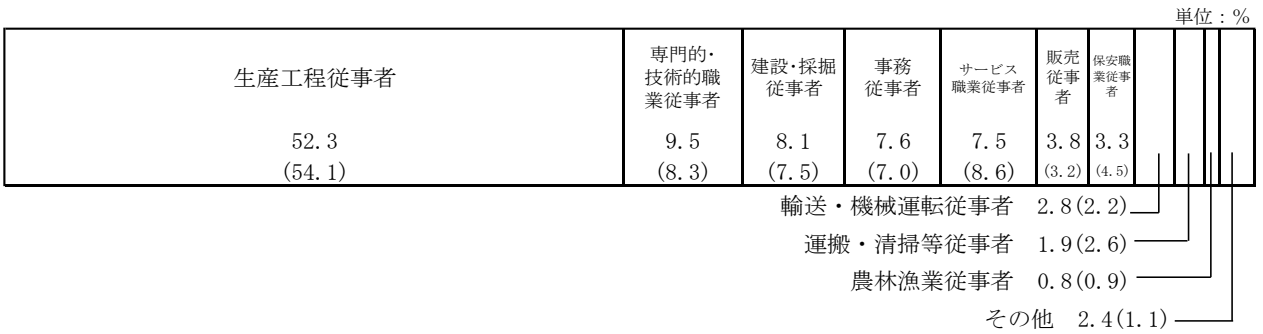 単位：%
生産工程従事者
52.3
(54.1)
専門的・
技術的職
業従事者
9.5
(8.3)
建設・採掘
従事者
8.1
(7.5)
事務
従事者
7.6
(7.0)
サービス
職業従事者
7.5
(8.6)
販売
従事
者
3.8
(3.2)
保安職
業従事
者
3.3
(4.5)
輸送・機械運転従事者　2.8(2.2)
運搬・清掃等従事者　1.9(2.6)
農林漁業従事者　0.8(0.9)
その他　2.4(1.1)